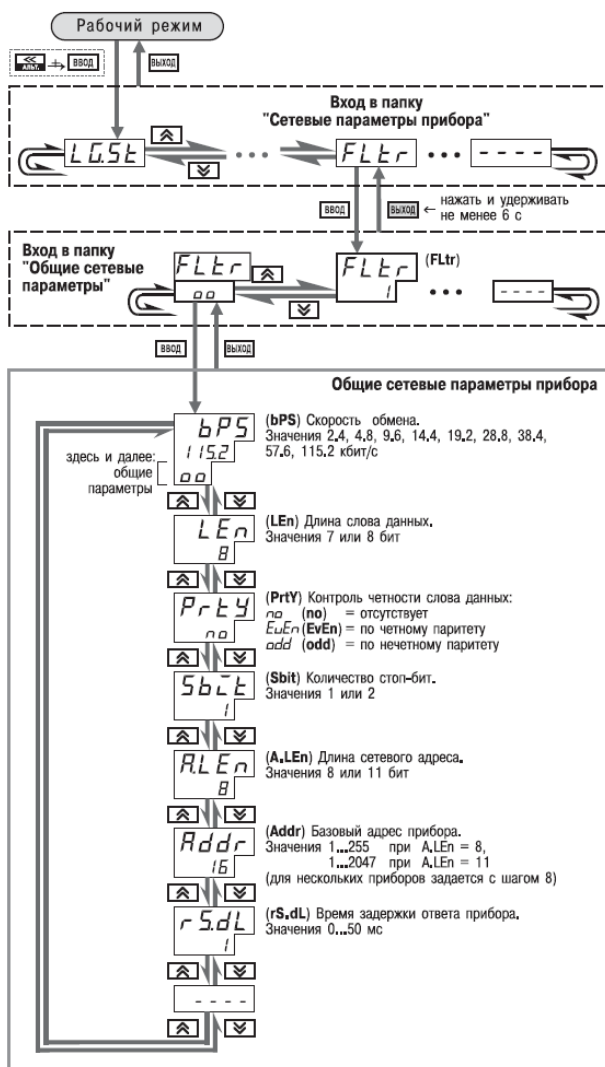 Рабочий режим
<< АЛЬТ. + ВВОД ВЫХОД
Вход в папку
"Сетевые параметры прибора"
LG.St • • • FLtr • • • - - - -
ВВОД ВЫХОД ← нажать и удерживать
не менее 6 с
Вход в папку
"Общие сетевые
параметры"
FLtr
oo
FLtr (FLtr)
1 • • • - - - -
ВВОД ВЫХОД
Общие сетевые параметры прибора
bPS
115.2
oo
(bPS) Скорость обмена.
Значения 2.4, 4.8, 9.6, 14.4, 19.2, 28.8, 38.4,
57.6, 115.2 кбит/с
здесь и далее:
общие
параметры
LEn
8
(LEn) Длина слова данных.
Значения 7 или 8 бит
PrtY
no
(PrtY) Контроль четности слова данных:
no (no) = отсутствует
EvEn (EvEn) = по четному паритету
odd (odd) = по нечетному паритету
Sbit
1
(Sbit) Количество стоп-бит.
Значения 1 или 2
A.LEn
8
(A.LEn) Длина сетевого адреса.
Значения 8 или 11 бит
Addr
16
(Addr) Базовый адрес прибора.
Значения 1...255 при A.LEn = 8,
1...2047 при A.LEn = 11
(для нескольких приборов задается с шагом 8)
rS.dL
1
(rS.dL) Время задержки ответа прибора.
Значения 0...50 мс
- - - -